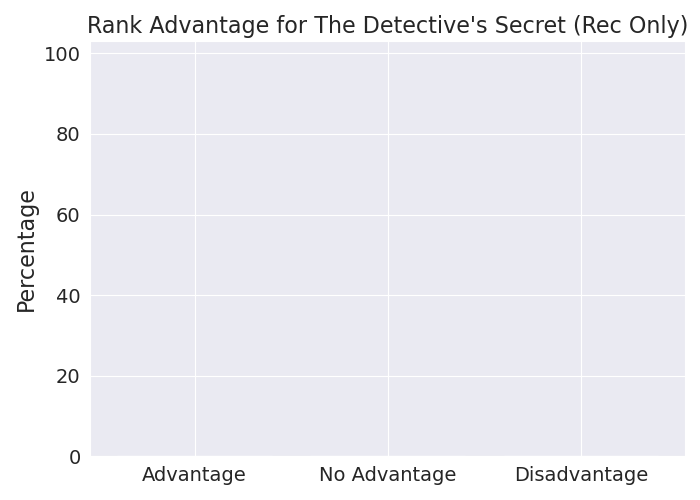 Rank Advantage for The Detective's Secret (Rec Only)
100
80
60
40
20
0
Percentage
Advantage No Advantage Disadvantage